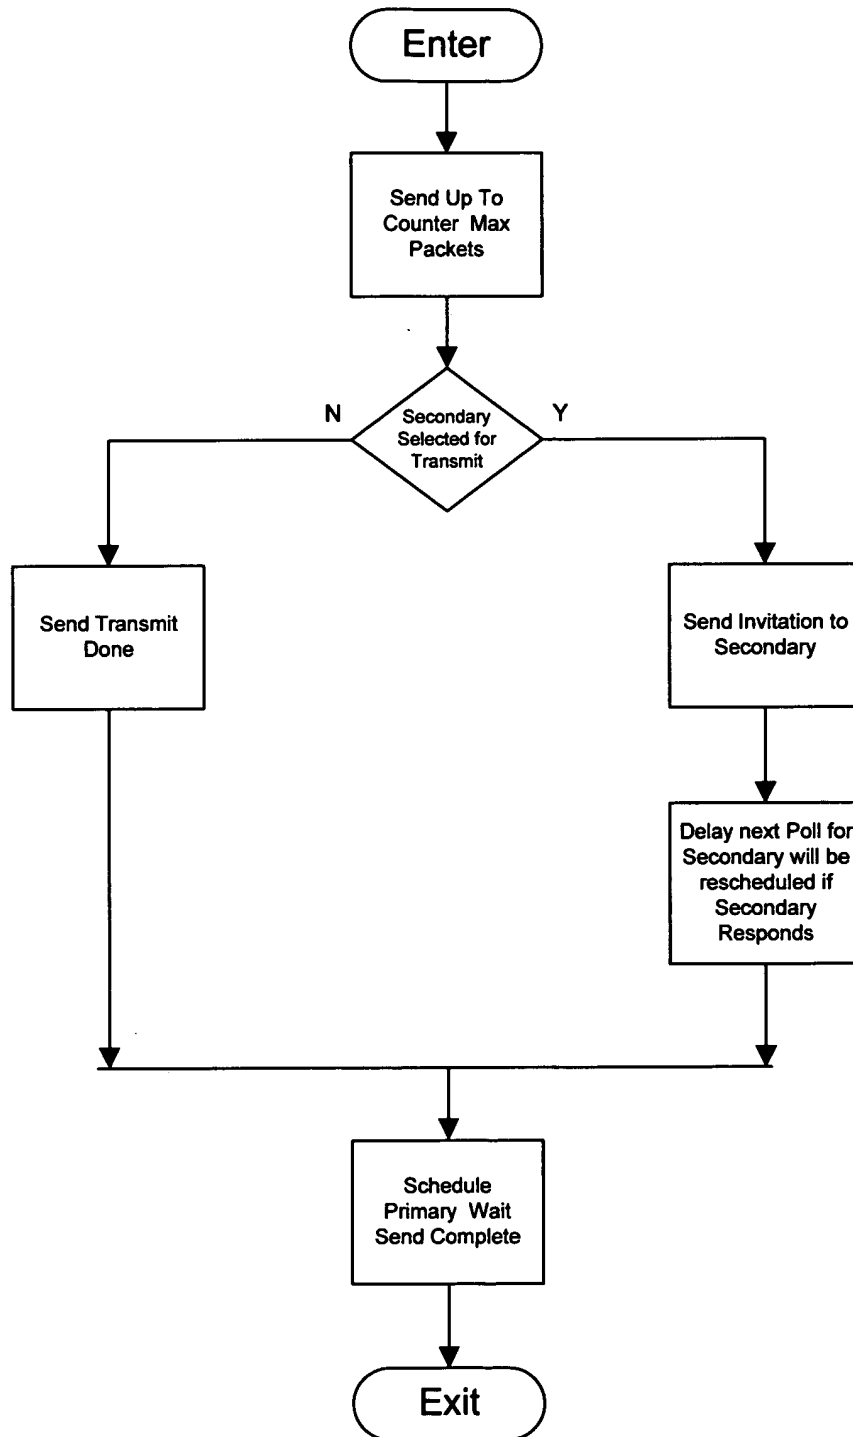 Enter
Send Up To
Counter Max
Packets
N
Secondary
Selected for
Transmit
Y
Send Transmit
Done
Send Invitation to
Secondary
Delay next Poll for
Secondary will be
rescheduled if
Secondary
Responds
Schedule
Primary Wait
Send Complete
Exit